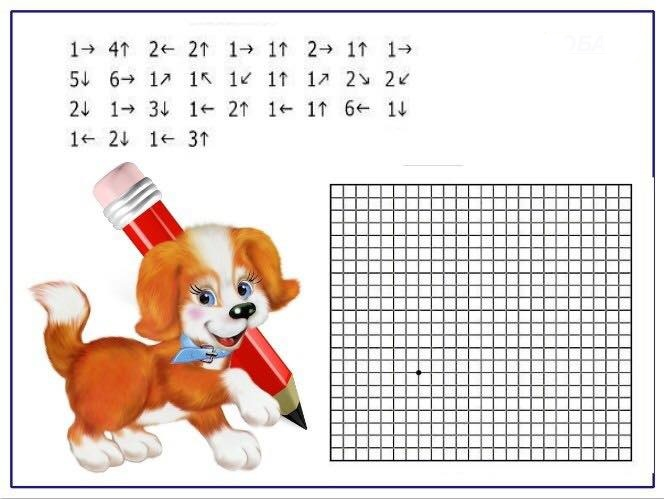 1→ 4↑ 2← 2↑ 1→ 1↑ 2→ 1↑ 1→
5↓ 6→ 1↗ 1↖ 1↙ 1↑ 1↗ 2↘ 2↙
2↓ 1→ 3↓ 1← 2↑ 1← 1↑ 6← 1↓
1← 2↓ 1← 3↑